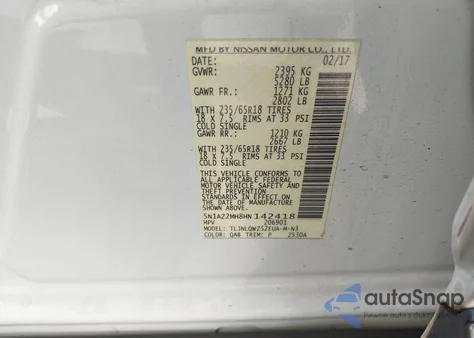 MFD BY NISSAN MOTOR CO., LTD.
DATE: 02/17
GVWR: 2395 KG
5280 LB
GAWR FR.: 1271 KG
2802 LB
WITH 235/65R18 TIRES
18 X 7.5 RIMS AT 33 PSI
COLD SINGLE
GAWR RR.: 1210 KG
2667 LB
WITH 235/65R18 TIRES
18 X 7.5 RIMS AT 33 PSI
COLD SINGLE
THIS VEHICLE CONFORMS TO
ALL APPLICABLE FEDERAL
MOTOR VEHICLE SAFETY
AND THEFT PREVENTION
STANDARDS IN EFFECT ON
THE DATE OF MANUFACTURE
SHOWN ABOVE.
5N1AZ2MH8HN142418
MPV 206901
MODEL: TLJNLQWZ52EUA-M-N3
COLOR: QAB TRIM: P 2930A
autoSnap